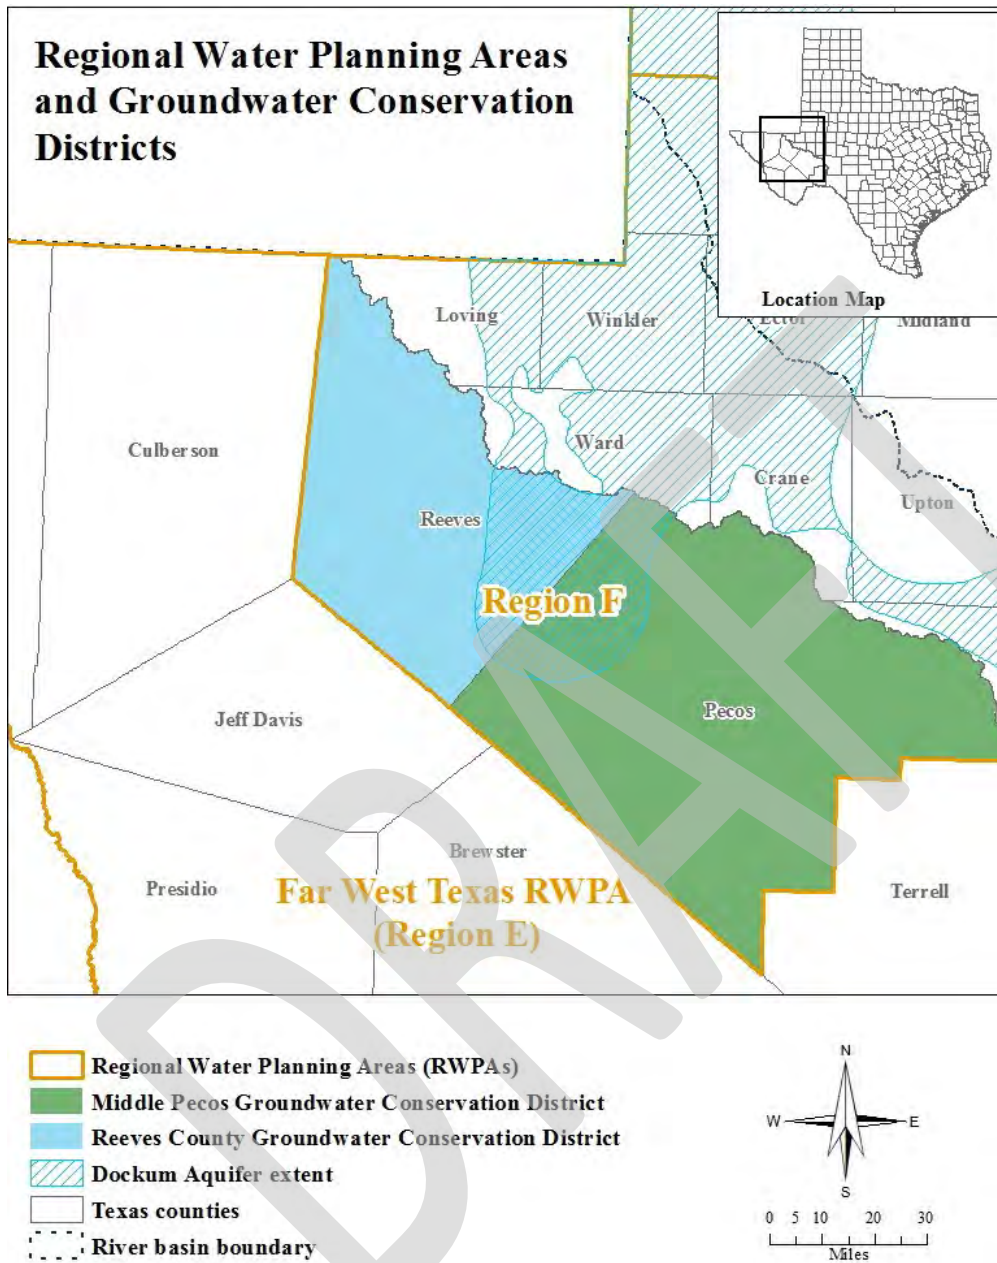 Regional Water Planning Areas
and Groundwater Conservation
Districts
Location Map
Loving
Winkler
Ector
Midland
Culberson
Ward
Crane
Upton
Reeves
Region F
Pecos
Jeff Davis
Brewster
Presidio
Far West Texas RWPA
(Region E)
Terrell
DRAFT
Regional Water Planning Areas (RWPAs)
Middle Pecos Groundwater Conservation District
Reeves County Groundwater Conservation District
Dockum Aquifer extent
Texas counties
River basin boundary
N
W
E
S
0 5 10 20 30
Miles